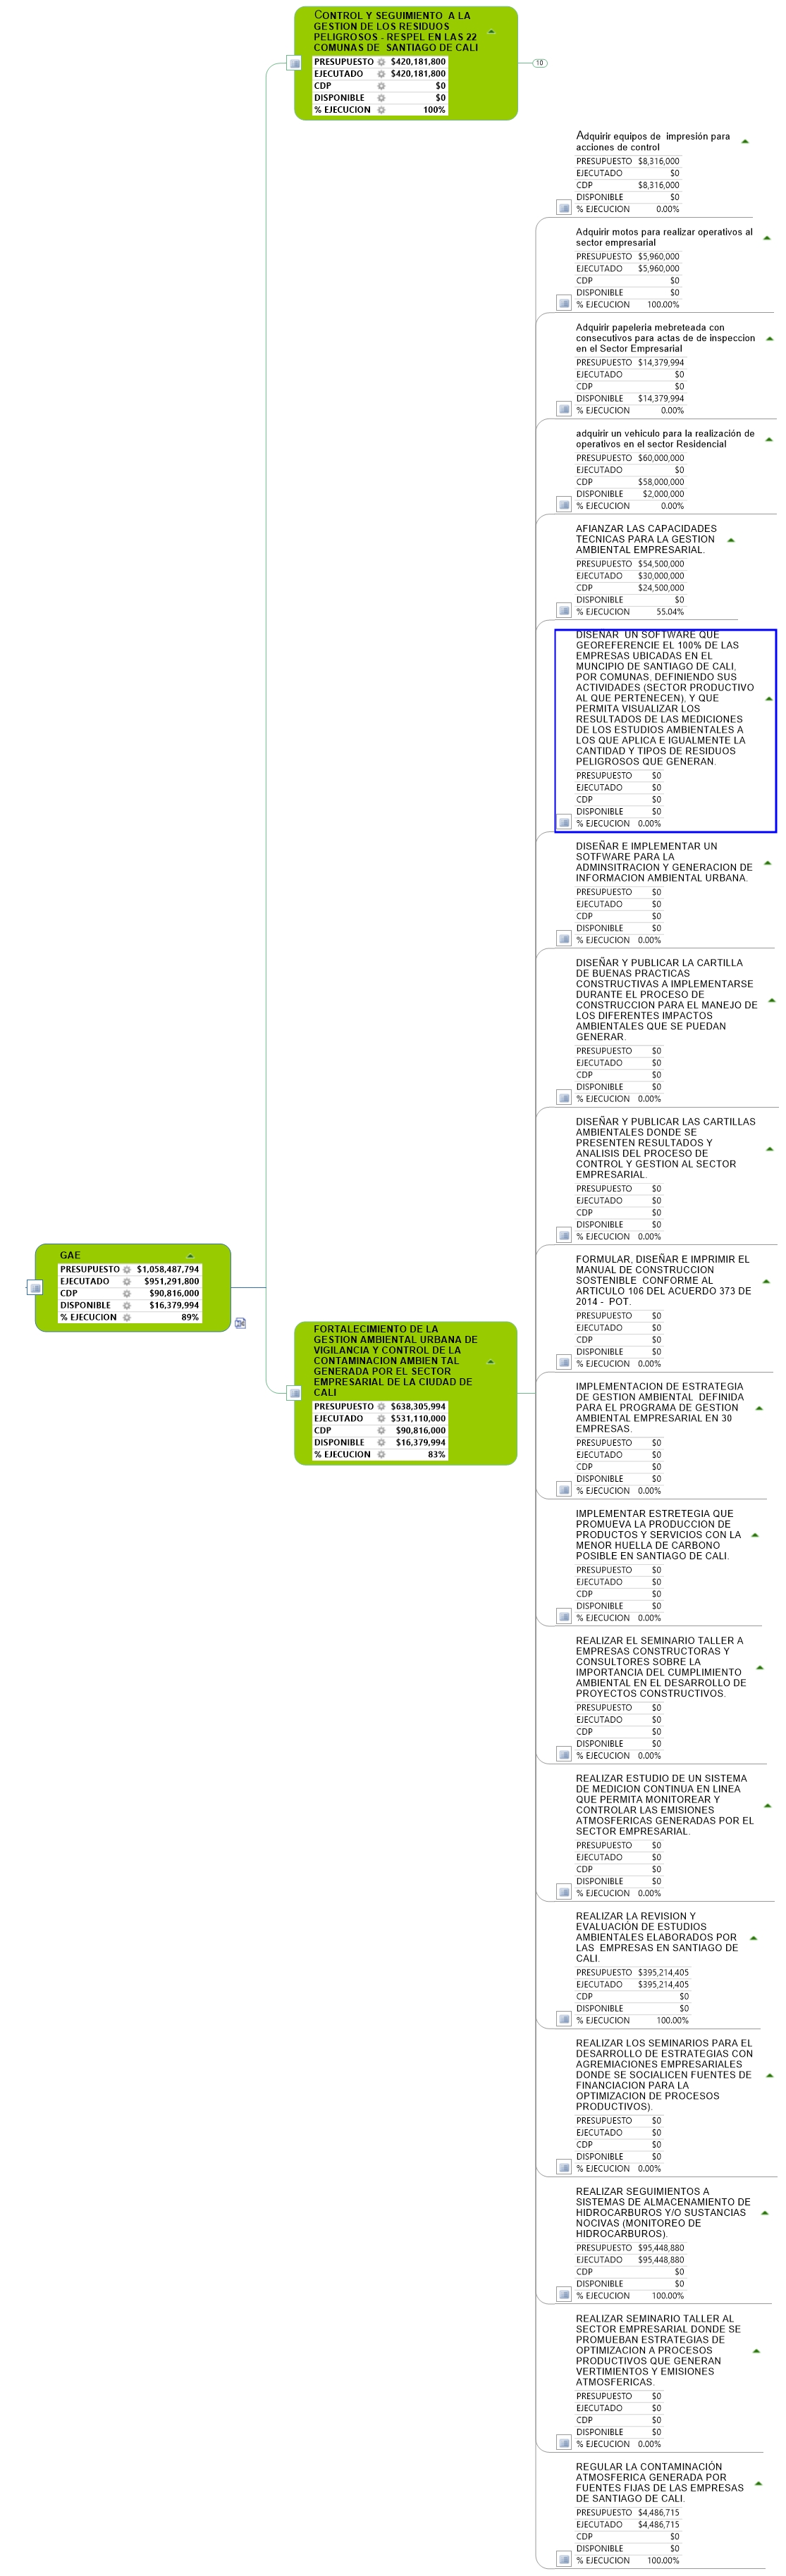 CONTROL Y SEGUIMIENTO A LA
GESTION DE LOS RESIDUOS
PELIGROSOS - RESPEL EN LAS 22
COMUNAS DE SANTIAGO DE CALI
PRESUPUESTO $420,181,800
EJECUTADO $420,181,800
CDP $0
DISPONIBLE $0
% EJECUCION 100%
10
Adquirir equipos de impresión para
acciones de control
PRESUPUESTO $8,316,000
EJECUTADO $0
CDP $8,316,000
DISPONIBLE $0
% EJECUCION 0.00%
Adquirir motos para realizar operativos al
sector empresarial
PRESUPUESTO $5,960,000
EJECUTADO $5,960,000
CDP $0
DISPONIBLE $0
% EJECUCION 100.00%
Adquirir papeleria mebreteada con
consecutivos para actas de de inspeccion
en el Sector Empresarial
PRESUPUESTO $14,379,994
EJECUTADO $0
CDP $0
DISPONIBLE $14,379,994
% EJECUCION 0.00%
adquirir un vehiculo para la realización de
operativos en el sector Residencial
PRESUPUESTO $60,000,000
EJECUTADO $0
CDP $58,000,000
DISPONIBLE $2,000,000
% EJECUCION 0.00%
AFIANZAR LAS CAPACIDADES
TECNICAS PARA LA GESTION
AMBIENTAL EMPRESARIAL.
PRESUPUESTO $54,500,000
EJECUTADO $30,000,000
CDP $24,500,000
DISPONIBLE $0
% EJECUCION 55.04%
DISEÑAR UN SOFTWARE QUE
GEOREFERENCIE EL 100% DE LAS
EMPRESAS UBICADAS EN EL
MUNCIPIO DE SANTIAGO DE CALI,
POR COMUNAS, DEFINIENDO SUS
ACTIVIDADES (SECTOR PRODUCTIVO
AL QUE PERTENECEN), Y QUE
PERMITA VISUALIZAR LOS
RESULTADOS DE LAS MEDICIONES
DE LOS ESTUDIOS AMBIENTALES A
LOS QUE APLICA E IGUALMENTE LA
CANTIDAD Y TIPOS DE RESIDUOS
PELIGROSOS QUE GENERAN.
PRESUPUESTO $0
EJECUTADO $0
CDP $0
DISPONIBLE $0
% EJECUCION 0.00%
DISEÑAR E IMPLEMENTAR UN
SOTFWARE PARA LA
ADMINSITRACION Y GENERACION DE
INFORMACION AMBIENTAL URBANA.
PRESUPUESTO $0
EJECUTADO $0
CDP $0
DISPONIBLE $0
% EJECUCION 0.00%
DISEÑAR Y PUBLICAR LA CARTILLA
DE BUENAS PRACTICAS
CONSTRUCTIVAS A IMPLEMENTARSE
DURANTE EL PROCESO DE
CONSTRUCCION PARA EL MANEJO DE
LOS DIFERENTES IMPACTOS
AMBIENTALES QUE SE PUEDAN
GENERAR.
PRESUPUESTO $0
EJECUTADO $0
CDP $0
DISPONIBLE $0
% EJECUCION 0.00%
DISEÑAR Y PUBLICAR LAS CARTILLAS
AMBIENTALES DONDE SE
PRESENTEN RESULTADOS Y
ANALISIS DEL PROCESO DE
CONTROL Y GESTION AL SECTOR
EMPRESARIAL.
PRESUPUESTO $0
EJECUTADO $0
CDP $0
DISPONIBLE $0
% EJECUCION 0.00%
GAE
PRESUPUESTO $1,058,487,794
EJECUTADO $951,291,800
CDP $90,816,000
DISPONIBLE $16,379,994
% EJECUCION 89%
FORMULAR, DISEÑAR E IMPRIMIR EL
MANUAL DE CONSTRUCCION
SOSTENIBLE CONFORME AL
ARTICULO 106 DEL ACUERDO 373 DE
2014 - POT.
PRESUPUESTO $0
EJECUTADO $0
CDP $0
DISPONIBLE $0
% EJECUCION 0.00%
FORTALECIMIENTO DE LA
GESTION AMBIENTAL URBANA DE
VIGILANCIA Y CONTROL DE LA
CONTAMINACION AMBIEN TAL
GENERADA POR EL SECTOR
EMPRESARIAL DE LA CIUDAD DE
CALI
PRESUPUESTO $638,305,994
EJECUTADO $531,110,000
CDP $90,816,000
DISPONIBLE $16,379,994
% EJECUCION 83%
IMPLEMENTACION DE ESTRATEGIA
DE GESTION AMBIENTAL DEFINIDA
PARA EL PROGRAMA DE GESTION
AMBIENTAL EMPRESARIAL EN 30
EMPRESAS.
PRESUPUESTO $0
EJECUTADO $0
CDP $0
DISPONIBLE $0
% EJECUCION 0.00%
IMPLEMENTAR ESTRETEGIA QUE
PROMUEVA LA PRODUCCION DE
PRODUCTOS Y SERVICIOS CON LA
MENOR HUELLA DE CARBONO
POSIBLE EN SANTIAGO DE CALI.
PRESUPUESTO $0
EJECUTADO $0
CDP $0
DISPONIBLE $0
% EJECUCION 0.00%
REALIZAR EL SEMINARIO TALLER A
EMPRESAS CONSTRUCTORAS Y
CONSULTORES SOBRE LA
IMPORTANCIA DEL CUMPLIMIENTO
AMBIENTAL EN EL DESARROLLO DE
PROYECTOS CONSTRUCTIVOS.
PRESUPUESTO $0
EJECUTADO $0
CDP $0
DISPONIBLE $0
% EJECUCION 0.00%
REALIZAR ESTUDIO DE UN SISTEMA
DE MEDICION CONTINUA EN LINEA
QUE PERMITA MONITOREAR Y
CONTROLAR LAS EMISIONES
ATMOSFERICAS GENERADAS POR EL
SECTOR EMPRESARIAL.
PRESUPUESTO $0
EJECUTADO $0
CDP $0
DISPONIBLE $0
% EJECUCION 0.00%
REALIZAR LA REVISION Y
EVALUACIÓN DE ESTUDIOS
AMBIENTALES ELABORADOS POR
LAS EMPRESAS EN SANTIAGO DE
CALI.
PRESUPUESTO $395,214,405
EJECUTADO $395,214,405
CDP $0
DISPONIBLE $0
% EJECUCION 100.00%
REALIZAR LOS SEMINARIOS PARA EL
DESARROLLO DE ESTRATEGIAS CON
AGREMIACIONES EMPRESARIALES
DONDE SE SOCIALICEN FUENTES DE
FINANCIACION PARA LA
OPTIMIZACION DE PROCESOS
PRODUCTIVOS).
PRESUPUESTO $0
EJECUTADO $0
CDP $0
DISPONIBLE $0
% EJECUCION 0.00%
REALIZAR SEGUIMIENTOS A
SISTEMAS DE ALMACENAMIENTO DE
HIDROCARBUROS Y/O SUSTANCIAS
NOCIVAS (MONITOREO DE
HIDROCARBUROS).
PRESUPUESTO $95,448,880
EJECUTADO $95,448,880
CDP $0
DISPONIBLE $0
% EJECUCION 100.00%
REALIZAR SEMINARIO TALLER AL
SECTOR EMPRESARIAL DONDE SE
PROMUEBAN ESTRATEGIAS DE
OPTIMIZACION A PROCESOS
PRODUCTIVOS QUE GENERAN
VERTIMIENTOS Y EMISIONES
ATMOSFERICAS.
PRESUPUESTO $0
EJECUTADO $0
CDP $0
DISPONIBLE $0
% EJECUCION 0.00%
REGULAR LA CONTAMINACIÓN
ATMOSFERICA GENERADA POR
FUENTES FIJAS DE LAS EMPRESAS
DE SANTIAGO DE CALI.
PRESUPUESTO $4,486,715
EJECUTADO $4,486,715
CDP $0
DISPONIBLE $0
% EJECUCION 100.00%